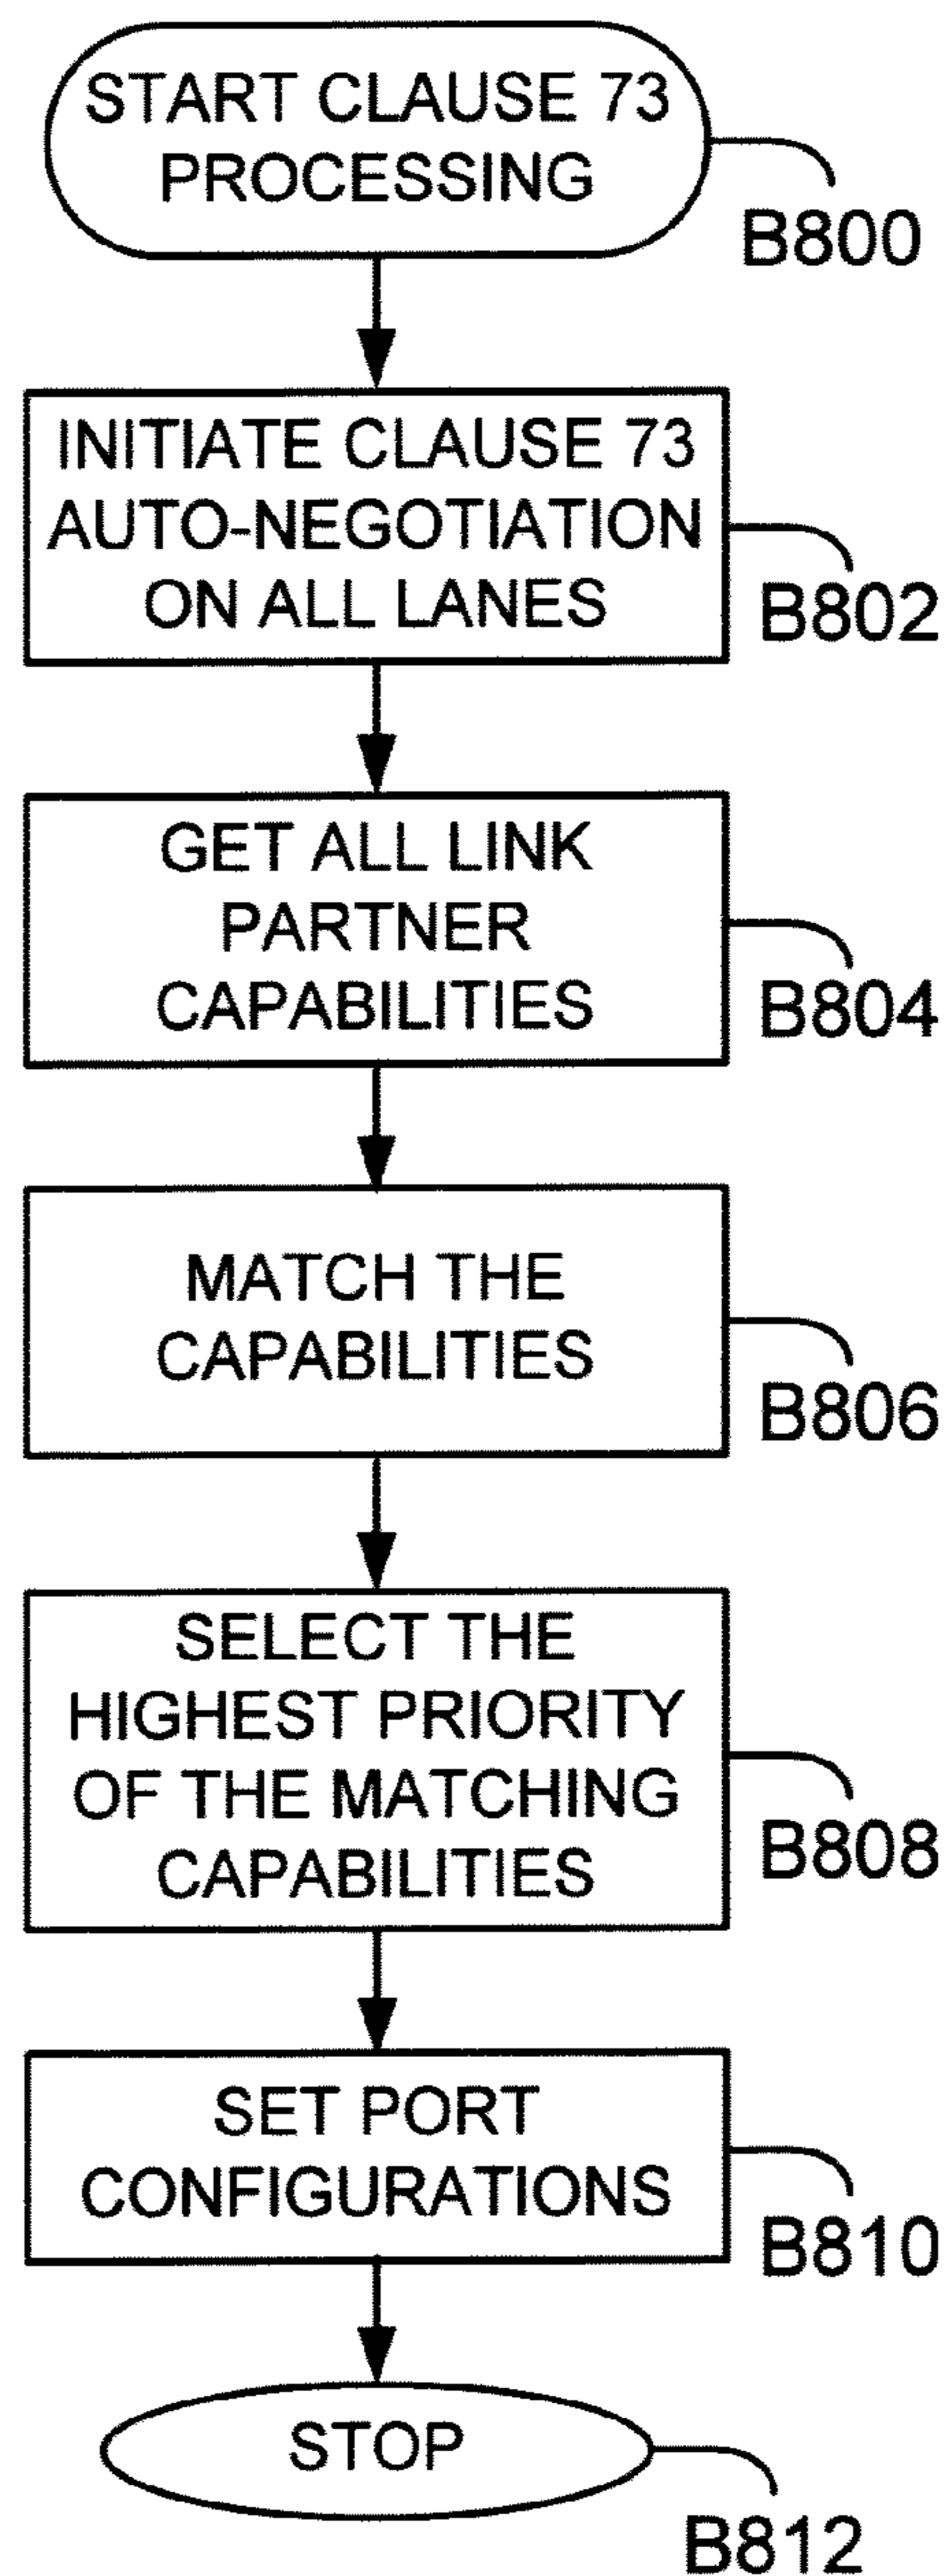 START CLAUSE 73
PROCESSING
B800
INITIATE CLAUSE 73
AUTO-NEGOTIATION
ON ALL LANES
B802
GET ALL LINK
PARTNER
CAPABILITIES
B804
MATCH THE
CAPABILITIES
B806
SELECT THE
HIGHEST PRIORITY
OF THE MATCHING
CAPABILITIES
B808
SET PORT
CONFIGURATIONS
B810
STOP
B812